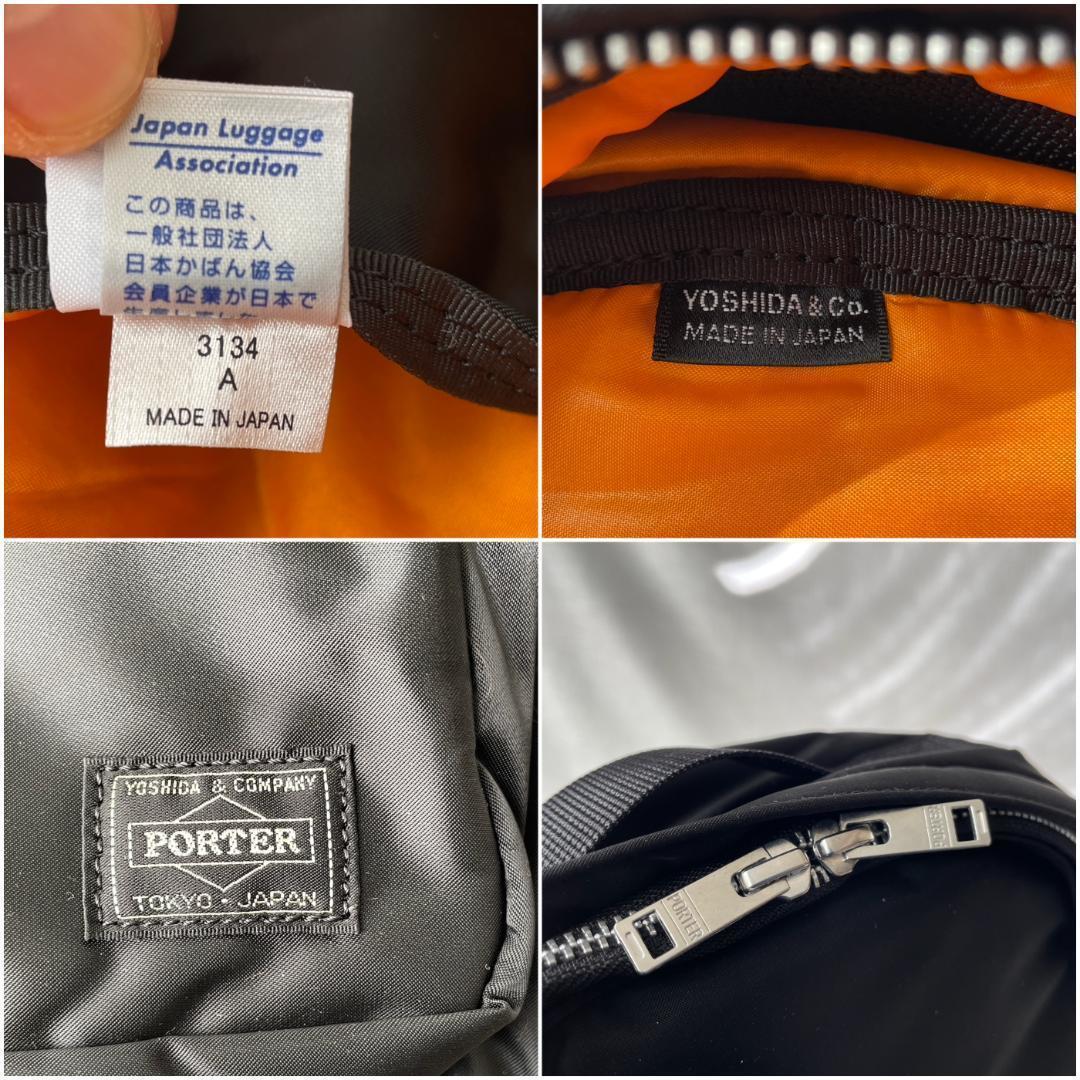 Japan Luggage
Association
この商品は、
一般社団法人
日本かばん協会
会員企業が日本で
3134
A
MADE IN JAPAN
YOSHIDA & Co.
MADE IN JAPAN
YOSHIDA & COMPANY
PORTER
TOKYO・JAPAN
PORTER
PORTER